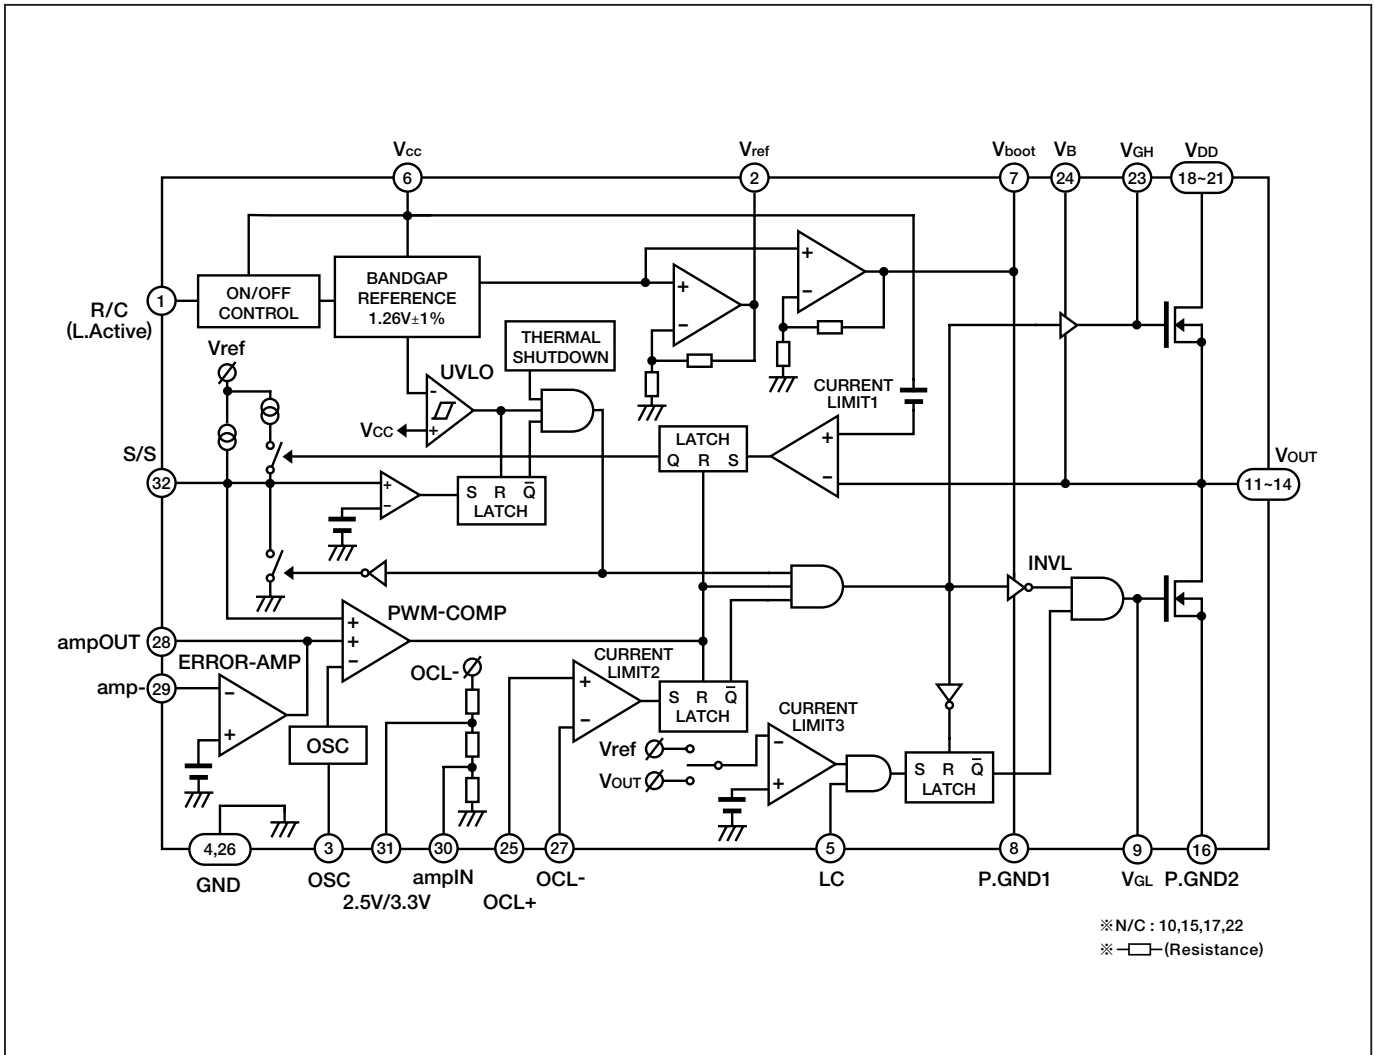 Vcc
Vref
Vboot
VB
VGH
VDD
6
2
7
24
23
18~21
1
R/C
(L.Active)
ON/OFF
CONTROL
BANDGAP
REFERENCE
1.26V±1%
+
−
+
−
Vref
THERMAL
SHUTDOWN
UVLO
-
+
VCC
CURRENT
LIMIT1
+
−
LATCH
Q R S
S/S
32
+
−
S R Q̅
LATCH
VOUT
11~14
INVL
PWM-COMP
+
+
−
ampOUT
28
ERROR-AMP
amp-
29
−
+
OSC
OCL-
CURRENT
LIMIT2
+
−
S R Q̅
LATCH
CURRENT
LIMIT3
−
+
Vref
VOUT
S R Q̅
LATCH
4,26
3
31
30
25
27
5
8
9
16
GND
OSC
2.5V/3.3V
ampIN
OCL+
OCL-
LC
P.GND1
VGL
P.GND2
※N/C : 10,15,17,22
※ (Resistance)